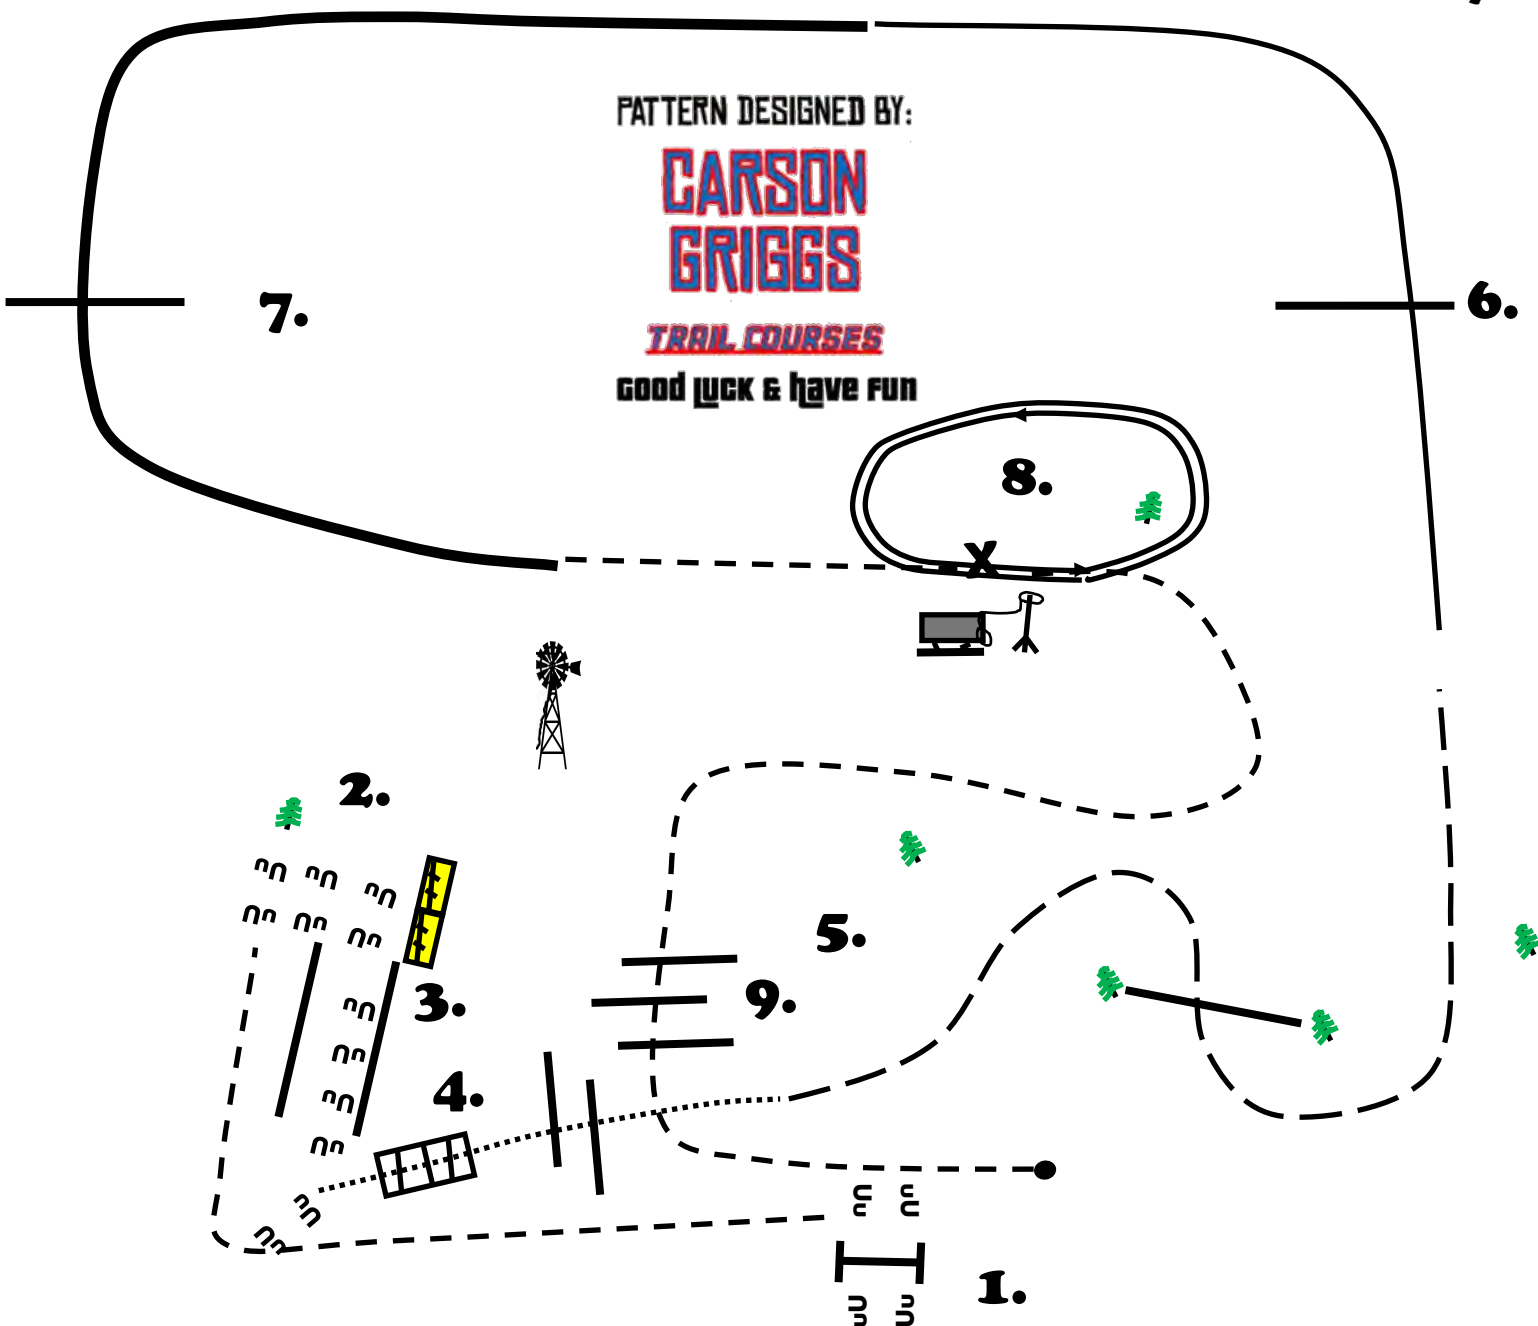 PATTERN DESIGNED BY:
CARSON
GRIGGS
TRAIL COURSES
GOOD LUCK & HAVE FUN
7.
6.
8.
X
2.
5.
3.
9.
4.
1.